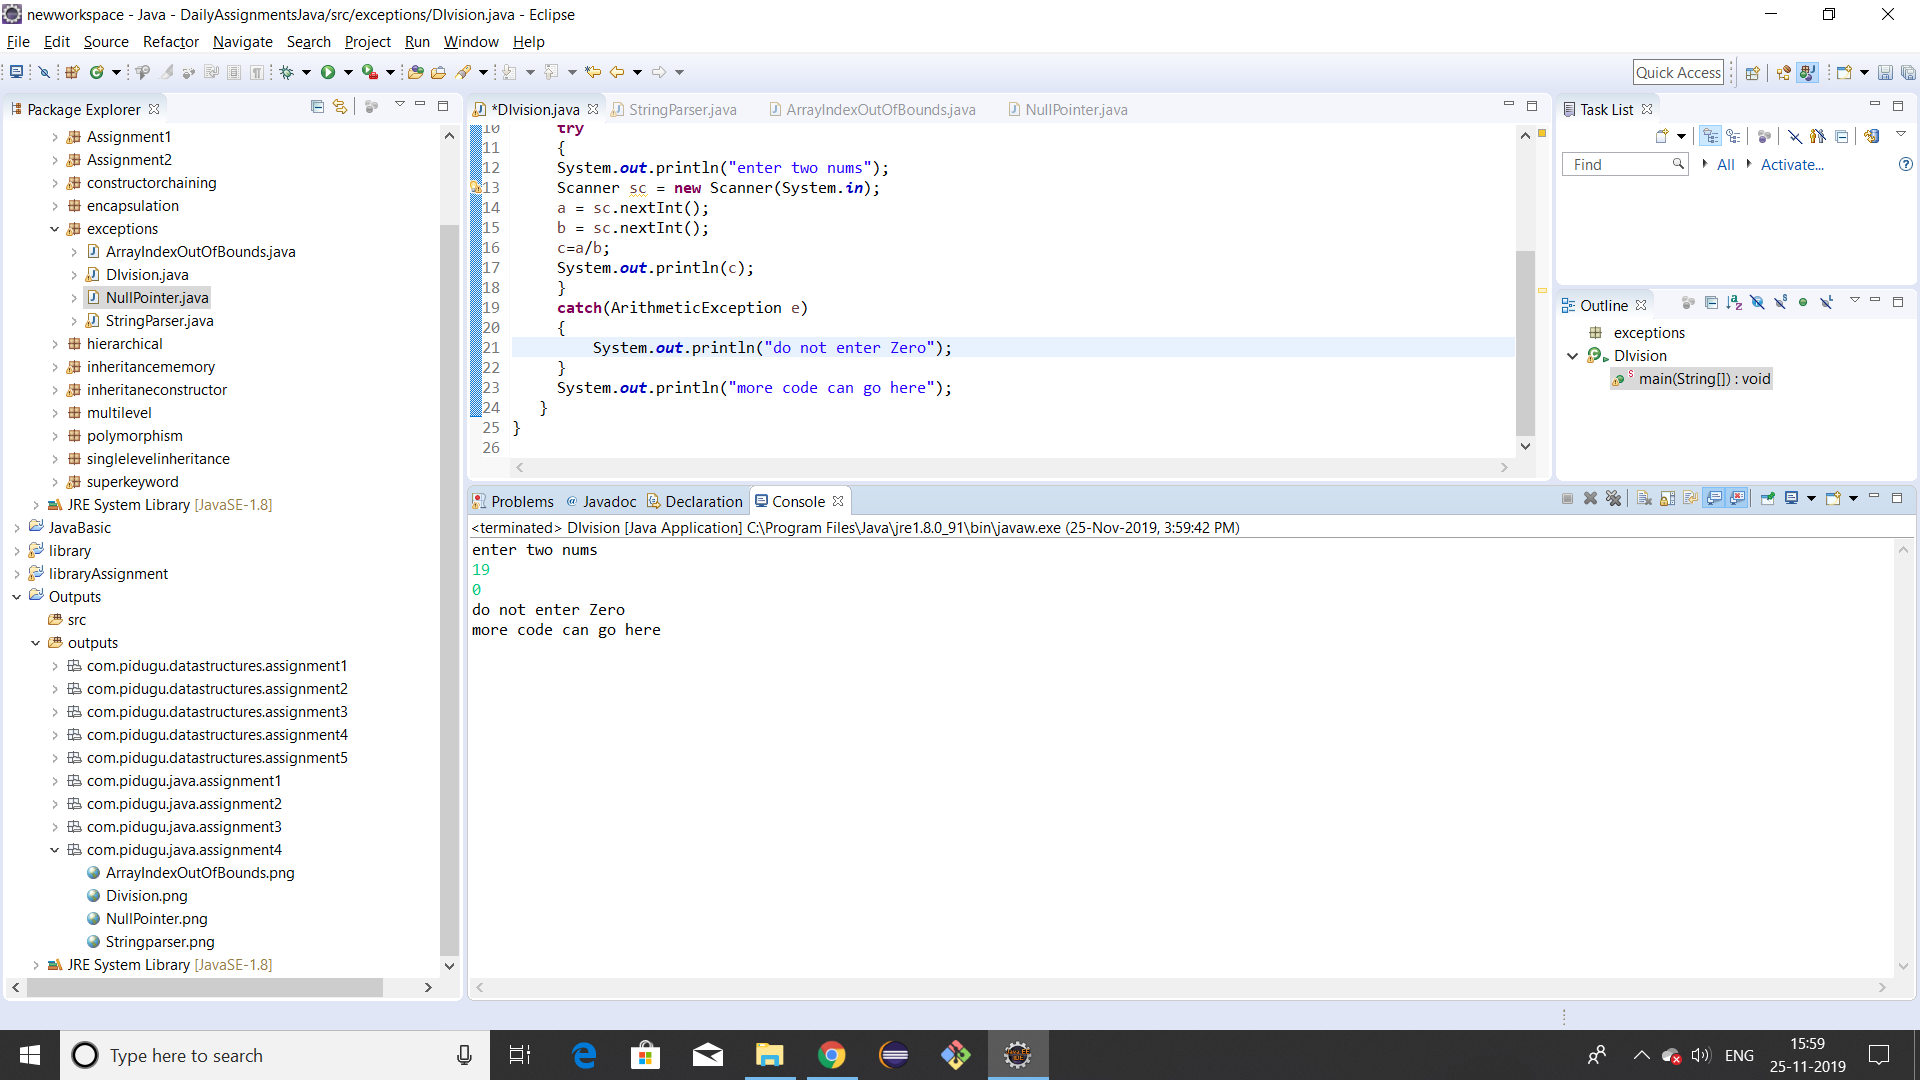 newworkspace - Java - DailyAssignmentsJava/src/exceptions/DIvision.java - Eclipse
File Edit Source Refactor Navigate Search Project Run Window Help
Quick Access
Package Explorer
Assignment1
Assignment2
constructorchaining
encapsulation
exceptions
ArrayIndexOutOfBounds.java
DIvision.java
NullPointer.java
StringParser.java
hierarchical
inheritancememory
inheritaneconstructor
multilevel
polymorphism
singlelevelinheritance
superkeyword
JRE System Library [JavaSE-1.8]
JavaBasic
library
libraryAssignment
Outputs
src
outputs
com.pidugu.datastructures.assignment1
com.pidugu.datastructures.assignment2
com.pidugu.datastructures.assignment3
com.pidugu.datastructures.assignment4
com.pidugu.datastructures.assignment5
com.pidugu.java.assignment1
com.pidugu.java.assignment2
com.pidugu.java.assignment3
com.pidugu.java.assignment4
ArrayIndexOutOfBounds.png
Division.png
NullPointer.png
Stringparser.png
JRE System Library [JavaSE-1.8]
*DIvision.java StringParser.java ArrayIndexOutOfBounds.java NullPointer.java
10 try
11 {
12 System.out.println("enter two nums");
13 Scanner sc = new Scanner(System.in);
14 a = sc.nextInt();
15 b = sc.nextInt();
16 c=a/b;
17 System.out.println(c);
18 }
19 catch(ArithmeticException e)
20 {
21 System.out.println("do not enter Zero");
22 }
23 System.out.println("more code can go here");
24 }
25 }
26
Task List
Find All Activate...
Outline
exceptions
DIvision
main(String[]) : void
Problems @ Javadoc Declaration Console
<terminated> DIvision [Java Application] C:\Program Files\Java\jre1.8.0_91\bin\javaw.exe (25-Nov-2019, 3:59:42 PM)
enter two nums
19
0
do not enter Zero
more code can go here
Type here to search
ENG
15:59
25-11-2019